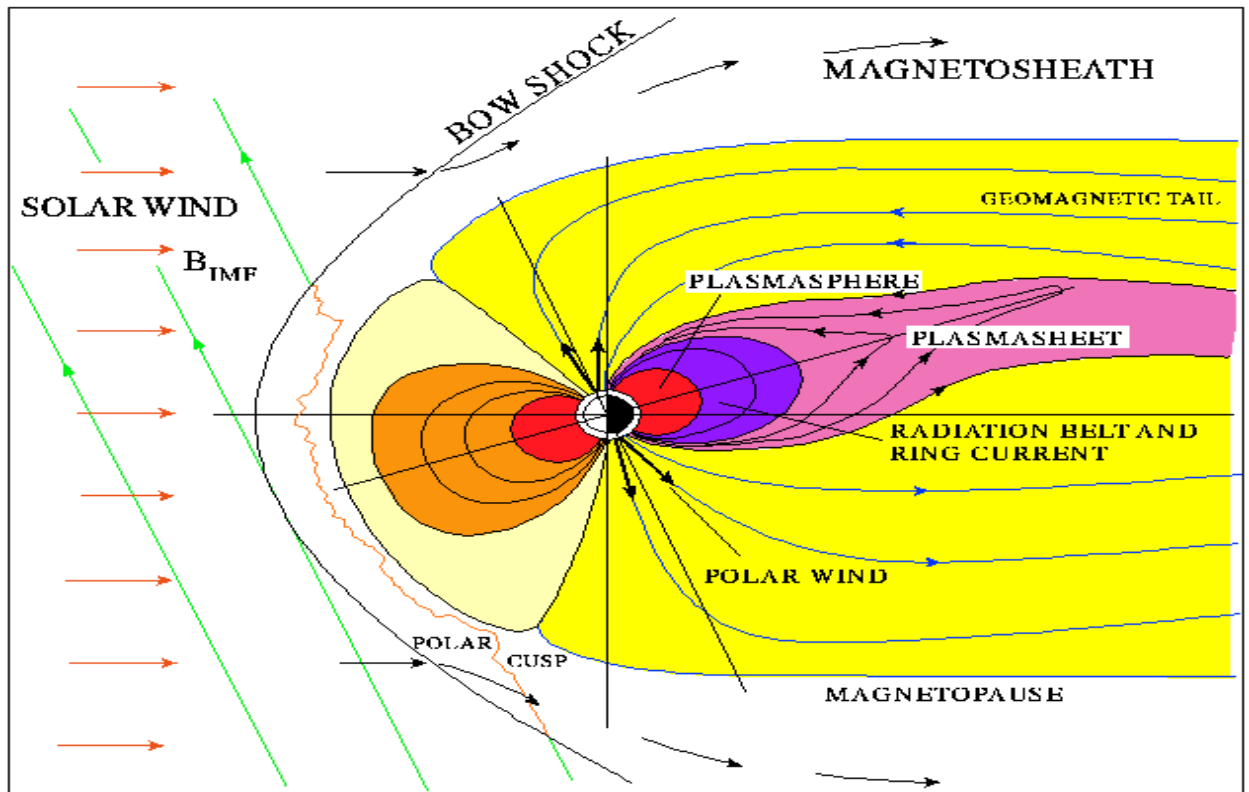 BOW SHOCK
MAGNETOSHEATH
SOLAR WIND
GEOMAGNETIC TAIL
B IMF
PLASMASPHERE
PLASMASHEET
RADIATION BELT AND
RING CURRENT
POLAR WIND
POLAR CUSP
MAGNETOPAUSE